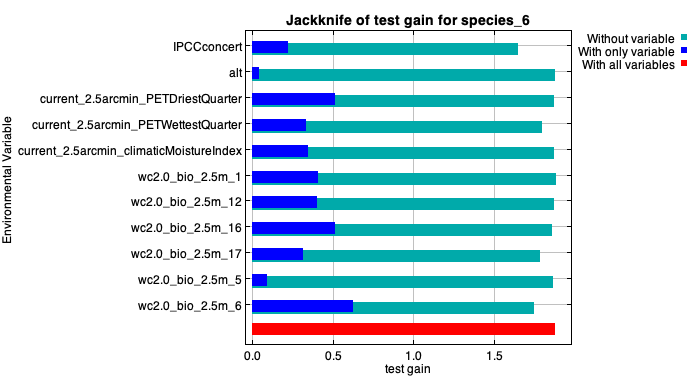 Jackknife of test gain for species_6
Without variable
With only variable
With all variables
Environmental Variable
IPCCconcert
alt
current_2.5arcmin_PETDriestQuarter
current_2.5arcmin_PETWettestQuarter
current_2.5arcmin_climaticMoistureIndex
wc2.0_bio_2.5m_1
wc2.0_bio_2.5m_12
wc2.0_bio_2.5m_16
wc2.0_bio_2.5m_17
wc2.0_bio_2.5m_5
wc2.0_bio_2.5m_6
0.0 0.5 1.0 1.5
test gain